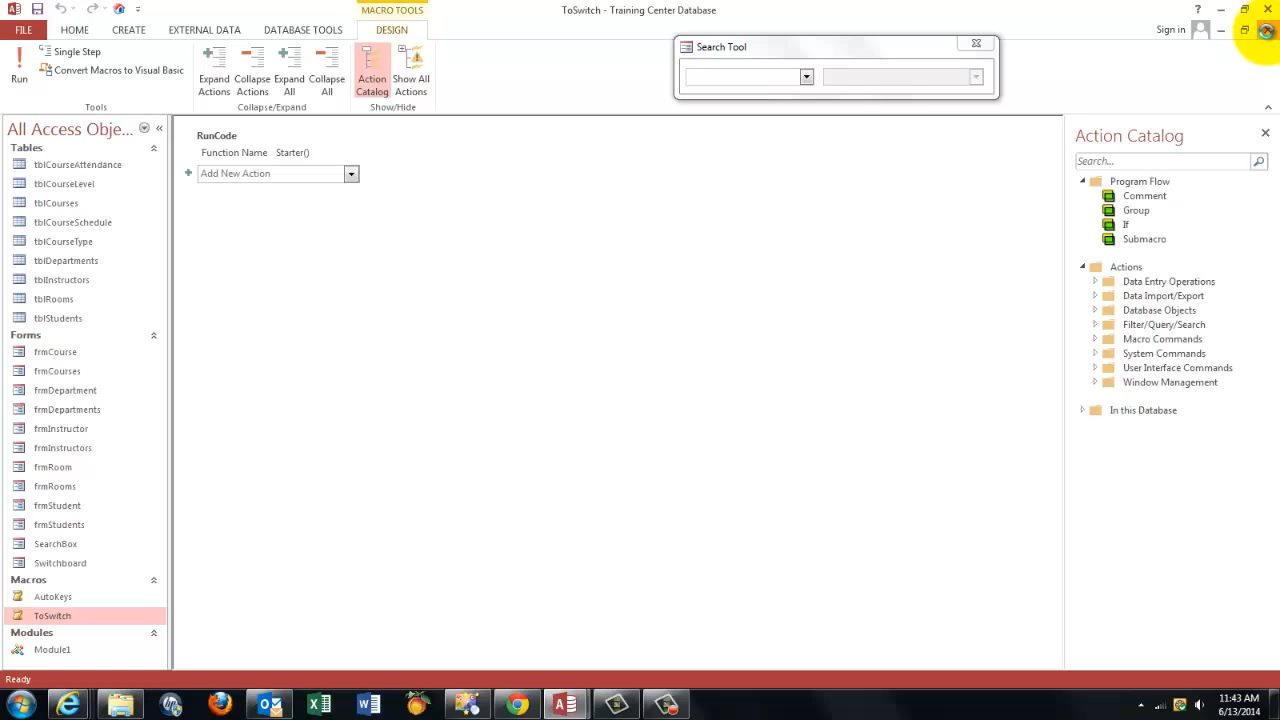 MACRO TOOLS
ToSwitch - Training Center Database
?
FILE HOME CREATE EXTERNAL DATA DATABASE TOOLS DESIGN
Sign in
Search Tool
Run
Single Step
Convert Macros to Visual Basic
Tools
Expand Actions
Collapse Actions
Expand All
Collapse All
Collapse/Expand
Action Catalog
Show All Actions
Show/Hide
All Access Obje...
Tables
tblCourseAttendance
tblCourseLevel
tblCourses
tblCourseSchedule
tblCourseType
tblDepartments
tblInstructors
tblRooms
tblStudents
Forms
frmCourse
frmCourses
frmDepartment
frmDepartments
frmInstructor
frmInstructors
frmRoom
frmRooms
frmStudent
frmStudents
SearchBox
Switchboard
Macros
AutoKeys
ToSwitch
Modules
Module1
RunCode
Function Name Starter()
Add New Action
Action Catalog
Search...
Program Flow
Comment
Group
If
Submacro
Actions
Data Entry Operations
Data Import/Export
Database Objects
Filter/Query/Search
Macro Commands
System Commands
User Interface Commands
Window Management
In this Database
Ready
11:43 AM
6/13/2014